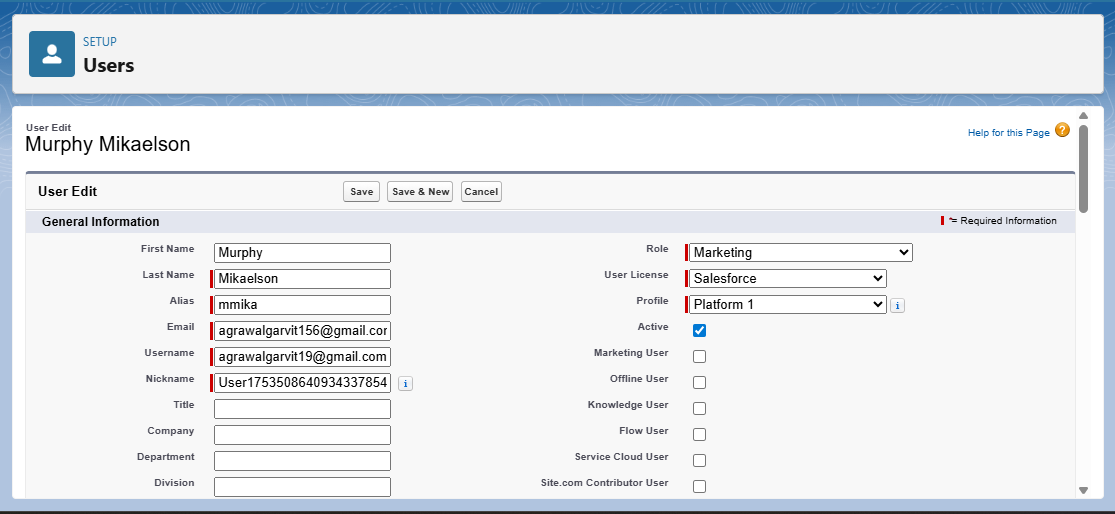 SETUP
Users
User Edit
Murphy Mikaelson
Help for this Page ?
User Edit
Save
Save & New
Cancel
General Information
*= Required Information
First Name Murphy
Role Marketing
Last Name Mikaelson
User License Salesforce
Alias mmika
Profile Platform 1 i
Email agrawalgarvit156@gmail.cor
Active
Username agrawalgarvit19@gmail.com
Marketing User
Nickname User1753508640934337854 i
Offline User
Title
Knowledge User
Company
Flow User
Department
Service Cloud User
Division
Site.com Contributor User